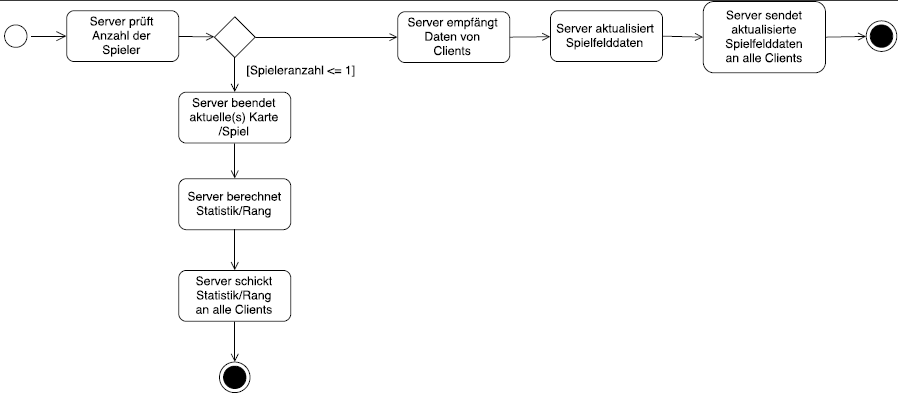 Server prüft
Anzahl der
Spieler
Server empfängt
Daten von
Clients
Server aktualisiert
Spielfelddaten
Server sendet
aktualisierte
Spielfelddaten
an alle Clients
[Spieleranzahl <= 1]
Server beendet
aktuelle(s) Karte
/Spiel
Server berechnet
Statistik/Rang
Server schickt
Statistik/Rang
an alle Clients